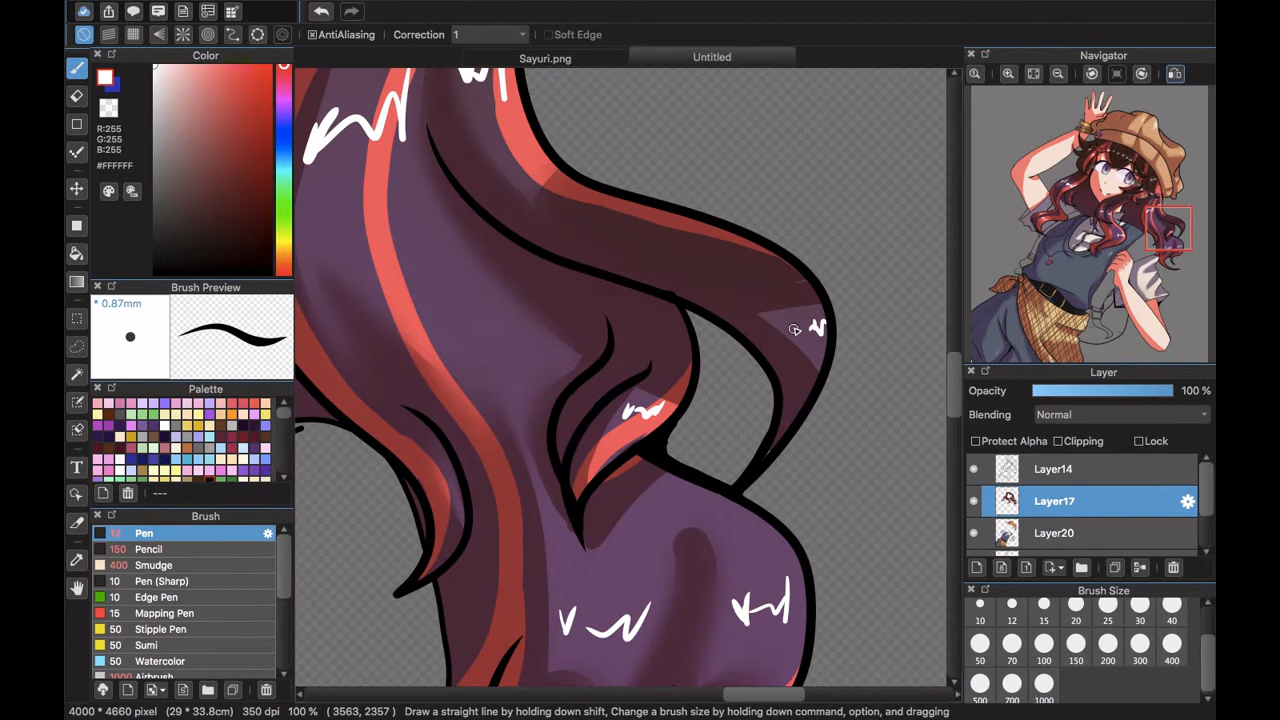 AntiAliasing Correction 1 Soft Edge
Color
Sayuri.png
Untitled
Navigator
R:255
G:255
B:255
#FFFFFF
Brush Preview
* 0.87mm
Palette
---
Brush
12 Pen
150 Pencil
400 Smudge
10 Pen (Sharp)
10 Edge Pen
15 Mapping Pen
50 Stipple Pen
50 Sumi
50 Watercolor
1000 Airbrush
Layer
Opacity 100 %
Blending Normal
Protect Alpha Clipping Lock
Layer14
Layer17
Layer20
Brush Size
10 12 15 20 25 30 40
50 70 100 150 200 300 400
500 700 1000
4000 * 4660 pixel (29 * 33.8cm) 350 dpi 100 % ( 3563, 2357 ) Draw a straight line by holding down shift, Change a brush size by holding down command, option, and dragging